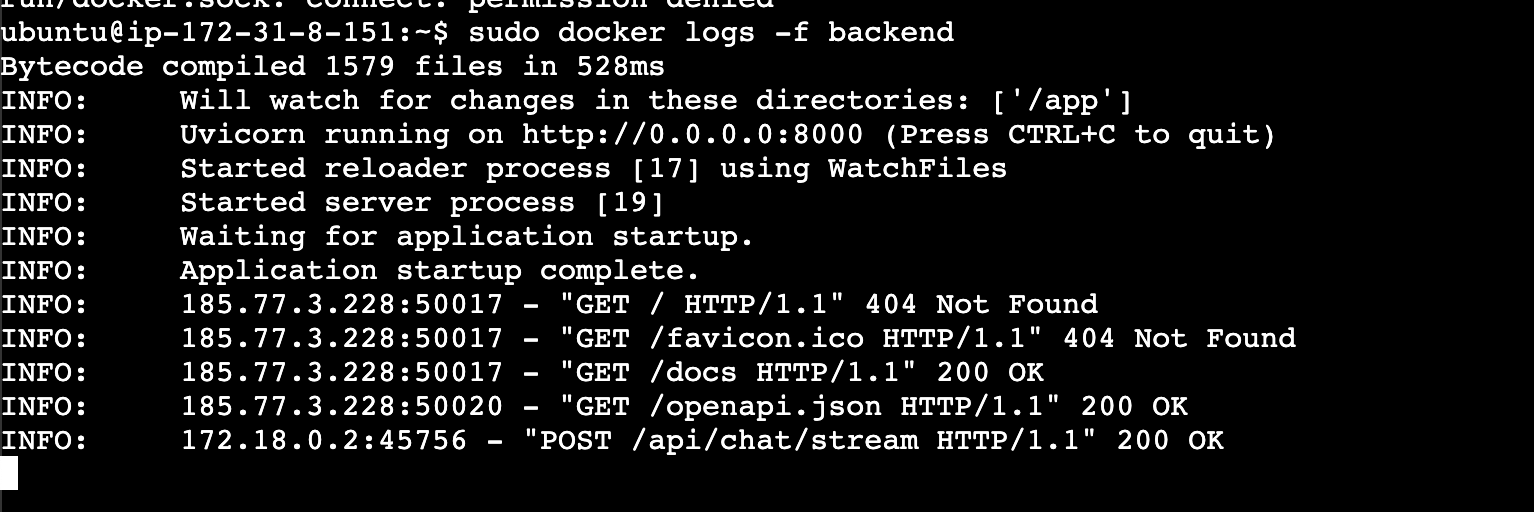 run/docker.sock: connect: permission denied
ubuntu@ip-172-31-8-151:~$ sudo docker logs -f backend
Bytecode compiled 1579 files in 528ms
INFO:     Will watch for changes in these directories: ['/app']
INFO:     Uvicorn running on http://0.0.0.0:8000 (Press CTRL+C to quit)
INFO:     Started reloader process [17] using WatchFiles
INFO:     Started server process [19]
INFO:     Waiting for application startup.
INFO:     Application startup complete.
INFO:     185.77.3.228:50017 - "GET / HTTP/1.1" 404 Not Found
INFO:     185.77.3.228:50017 - "GET /favicon.ico HTTP/1.1" 404 Not Found
INFO:     185.77.3.228:50017 - "GET /docs HTTP/1.1" 200 OK
INFO:     185.77.3.228:50020 - "GET /openapi.json HTTP/1.1" 200 OK
INFO:     172.18.0.2:45756 - "POST /api/chat/stream HTTP/1.1" 200 OK